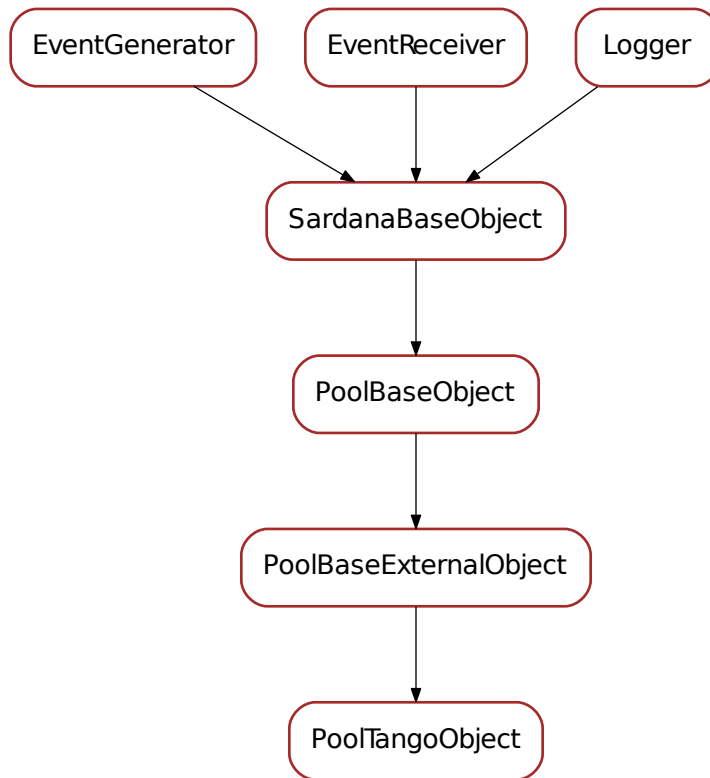 EventGenerator
EventReceiver
Logger
SardanaBaseObject
PoolBaseObject
PoolBaseExternalObject
PoolTangoObject